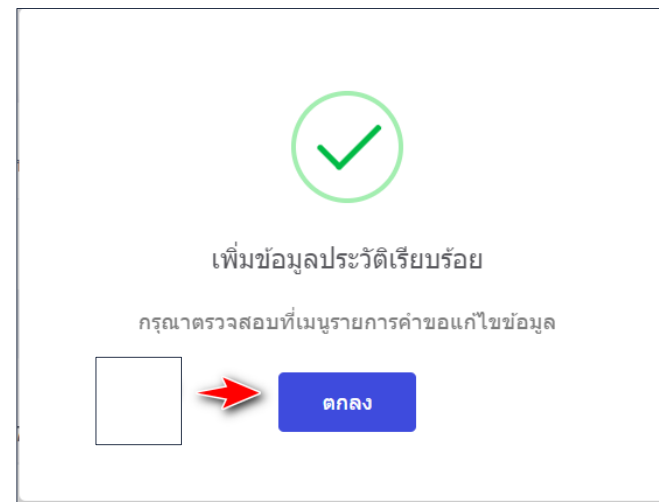 เพิ่มข้อมูลประวัติเรียบร้อย
กรุณาตรวจสอบที่เมนูรายการคำขอแก้ไขข้อมูล
ตกลง